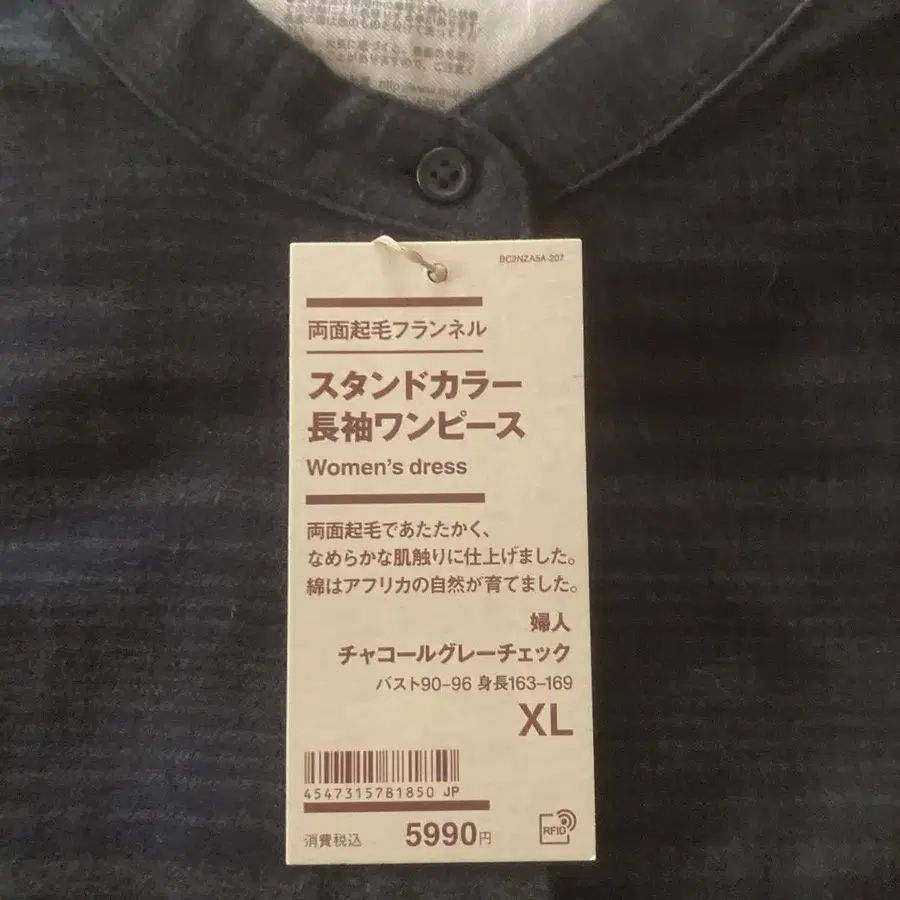 http://www.muji.
BC2NZA5A-207
両面起毛フランネル
スタンドカラー
長袖ワンピース
Women's dress
両面起毛であたたかく、
なめらかな肌触りに仕上げました。
綿はアフリカの自然が育てました。
婦人
チャコールグレーチェック
バスト90-96 身長163-169
XL
4547315781850 JP
消費税込 5990円
RFID